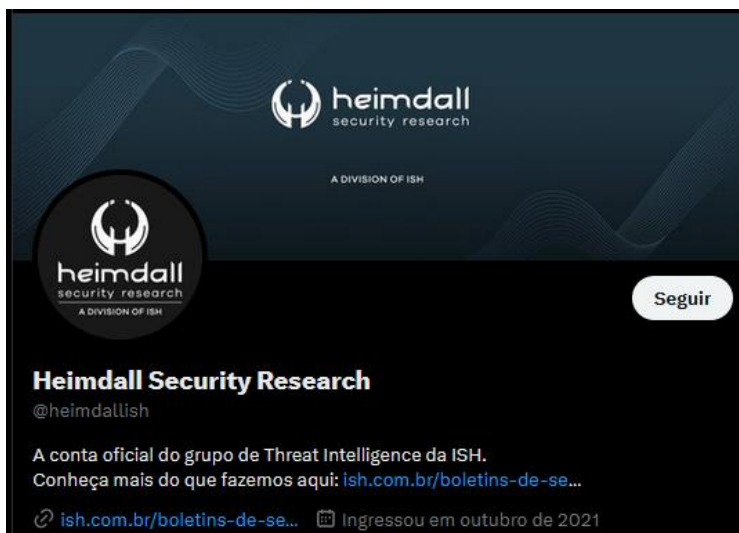 heimdall
security research
A DIVISION OF ISH
heimdall
security research
A DIVISION OF ISH
Seguir
Heimdall Security Research
@heimdallish
A conta oficial do grupo de Threat Intelligence da ISH.
Conheça mais do que fazemos aqui: ish.com.br/boletins-de-se...
ish.com.br/boletins-de-se... Ingressou em outubro de 2021